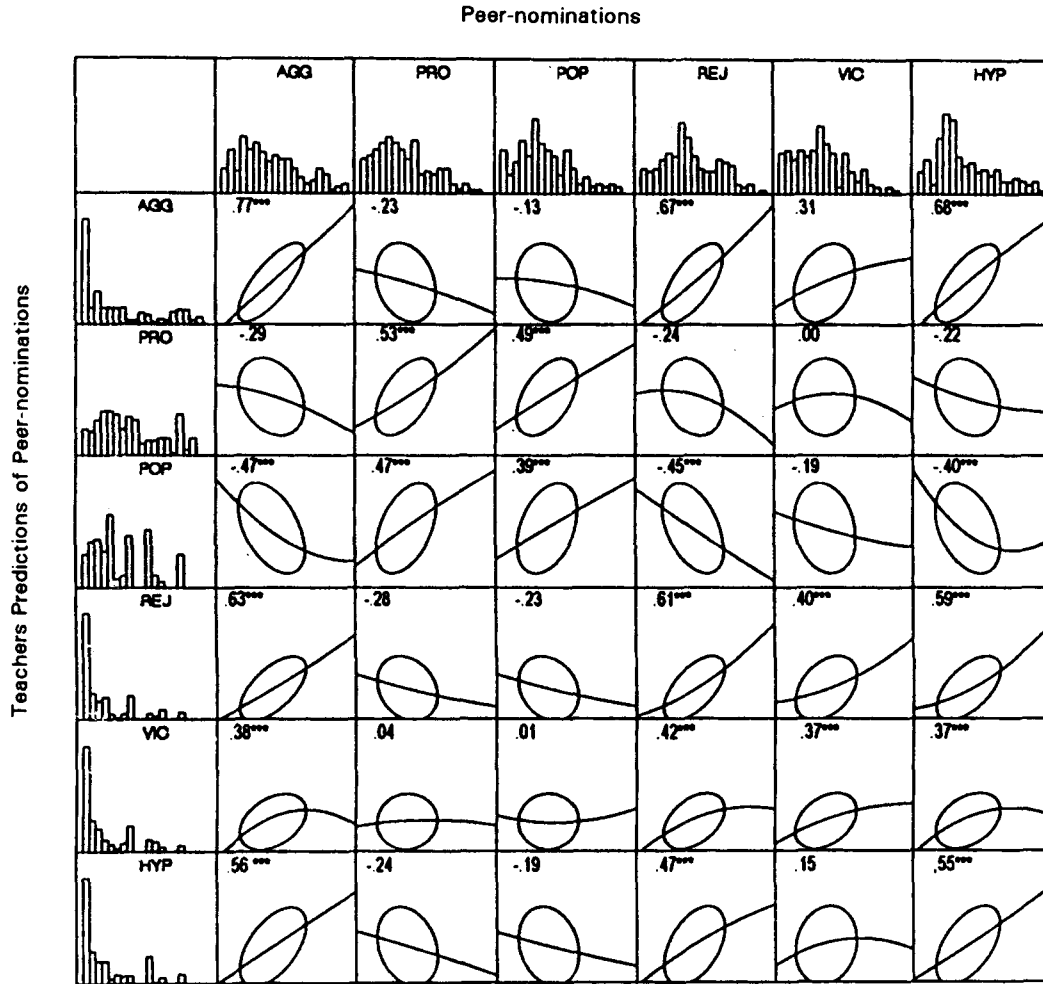 Peer-nominations
AGG PRO POP REJ VIC HYP
Teachers Predictions of Peer-nominations
AGG .77*** -.23 -.13 .67*** .31 .68***
PRO -.29 .53*** .49*** -.24 .00 -.22
POP -.47*** .47*** .39*** -.45*** -.19 -.40***
REJ .63*** -.28 -.23 .61*** .40*** .59***
VIC .38*** .04 .01 .42*** .37*** .37***
HYP .56 *** -.24 -.19 .47*** .15 ,55***